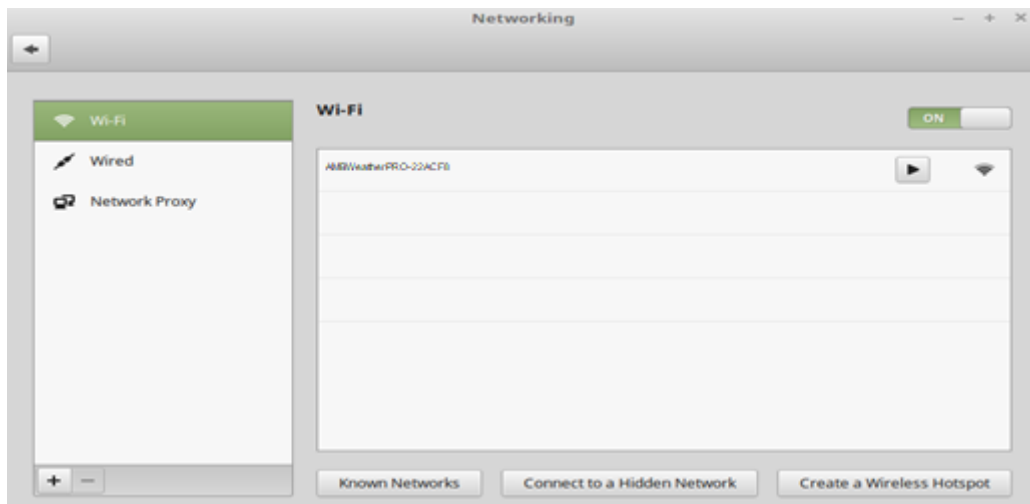 Networking
Wi-Fi
Wired
Network Proxy
Wi-Fi
ON
AMBWeatherPRO-22ACF8
Known Networks
Connect to a Hidden Network
Create a Wireless Hotspot